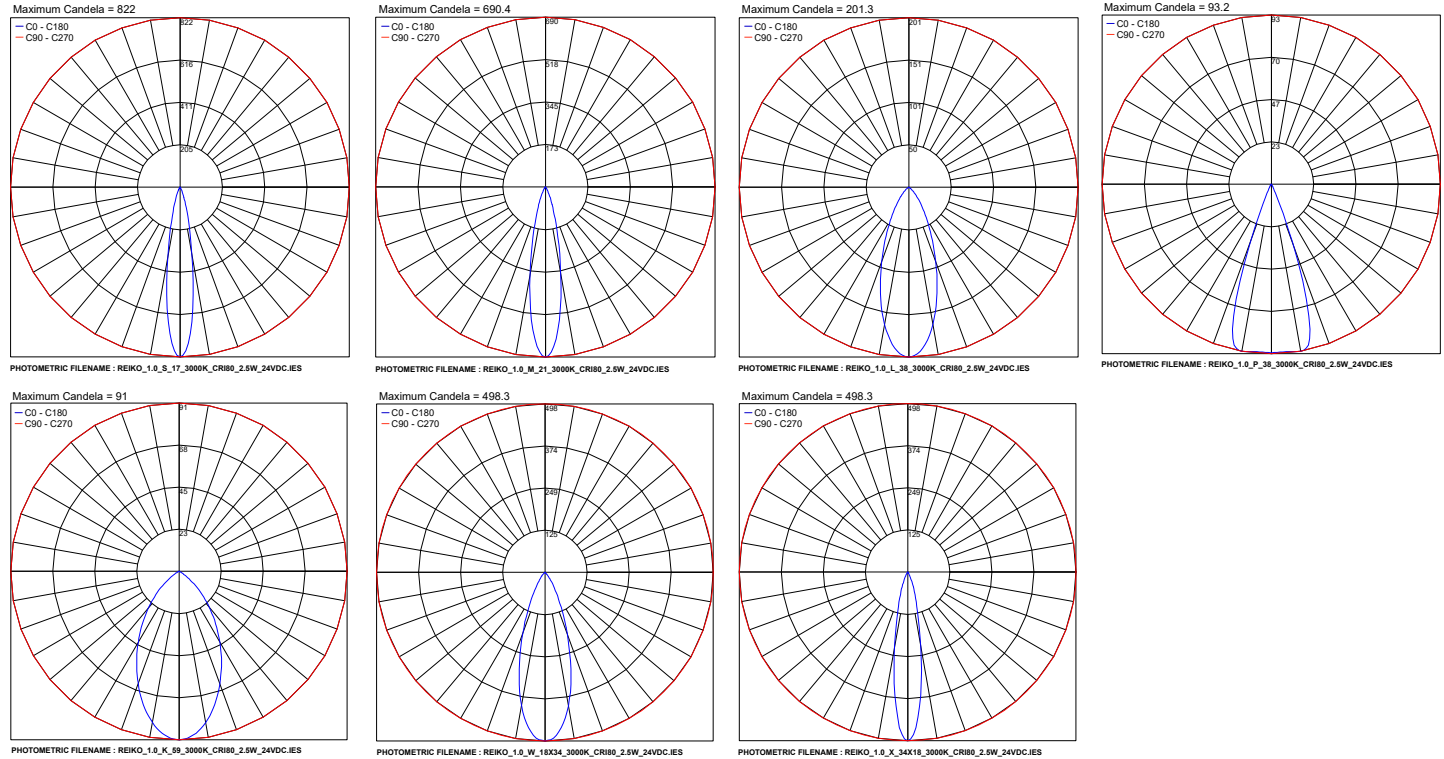 Maximum Candela = 822
C0 - C180
C90 - C270
822
616
411
205
PHOTOMETRIC FILENAME : REIKO_1.0_S_17_3000K_CRI80_2.5W_24VDC.IES
Maximum Candela = 690.4
C0 - C180
C90 - C270
690
518
345
173
PHOTOMETRIC FILENAME : REIKO_1.0_M_21_3000K_CRI80_2.5W_24VDC.IES
Maximum Candela = 201.3
C0 - C180
C90 - C270
201
151
101
50
PHOTOMETRIC FILENAME : REIKO_1.0_L_38_3000K_CRI80_2.5W_24VDC.IES
Maximum Candela = 93.2
C0 - C180
C90 - C270
93
70
47
23
PHOTOMETRIC FILENAME : REIKO_1.0_P_38_3000K_CRI80_2.5W_24VDC.IES
Maximum Candela = 91
C0 - C180
C90 - C270
91
68
45
23
PHOTOMETRIC FILENAME : REIKO_1.0_K_59_3000K_CRI80_2.5W_24VDC.IES
Maximum Candela = 498.3
C0 - C180
C90 - C270
498
374
249
125
PHOTOMETRIC FILENAME : REIKO_1.0_W_18X34_3000K_CRI80_2.5W_24VDC.IES
Maximum Candela = 498.3
C0 - C180
C90 - C270
498
374
249
125
PHOTOMETRIC FILENAME : REIKO_1.0_X_34X18_3000K_CRI80_2.5W_24VDC.IES